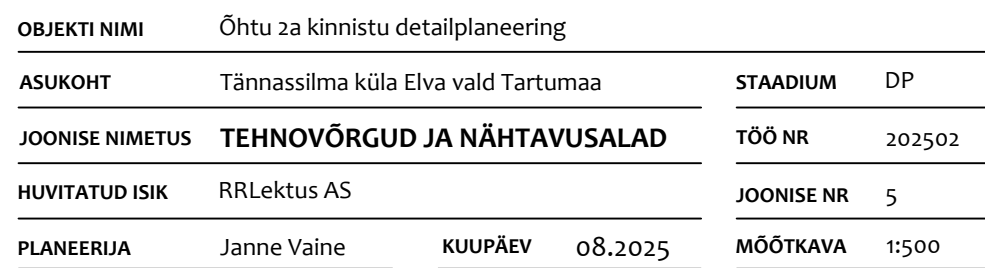 OBJEKTI NIMI Õhtu 2a kinnistu detailplaneering
ASUKOHT Tännassilma küla Elva vald Tartumaa STAADIUM DP
JOONISE NIMETUS TEHNOVÕRGUD JA NÄHTAVUSALAD TÖÖ NR 202502
HUVITATUD ISIK RRLektus AS JOONISE NR 5
PLANEERIJA Janne Vaine KUUPÄEV 08.2025 MÕÕTKAVA 1:500